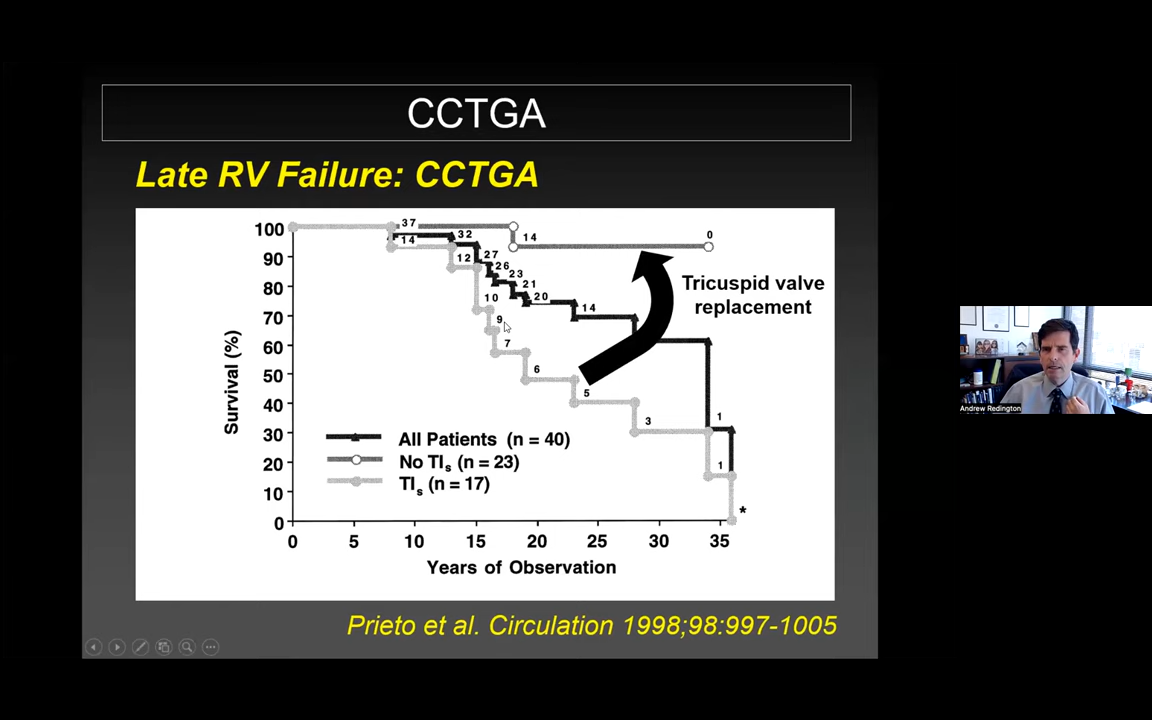 CCTGA
Late RV Failure: CCTGA
100
90
80
70
60
50
40
30
20
10
0
Survival (%)
37
14
32
12
27
26
23
21
20
14
10
9
7
6
5
3
1
1
14
0
*
Tricuspid valve
replacement
All Patients (n = 40)
No TIs (n = 23)
TIs (n = 17)
0 5 10 15 20 25 30 35
Years of Observation
Prieto et al. Circulation 1998;98:997-1005
Andrew Redington